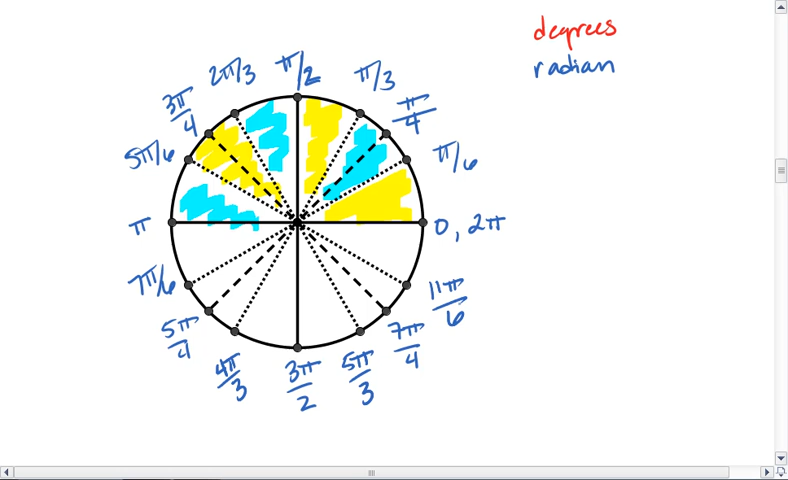 degrees
radian
2π/3
π/2
π/3
3π/4
π/4
5π/6
π/6
π
0, 2π
7π/6
11π/6
5π/4
7π/4
4π/3
3π/2
5π/3